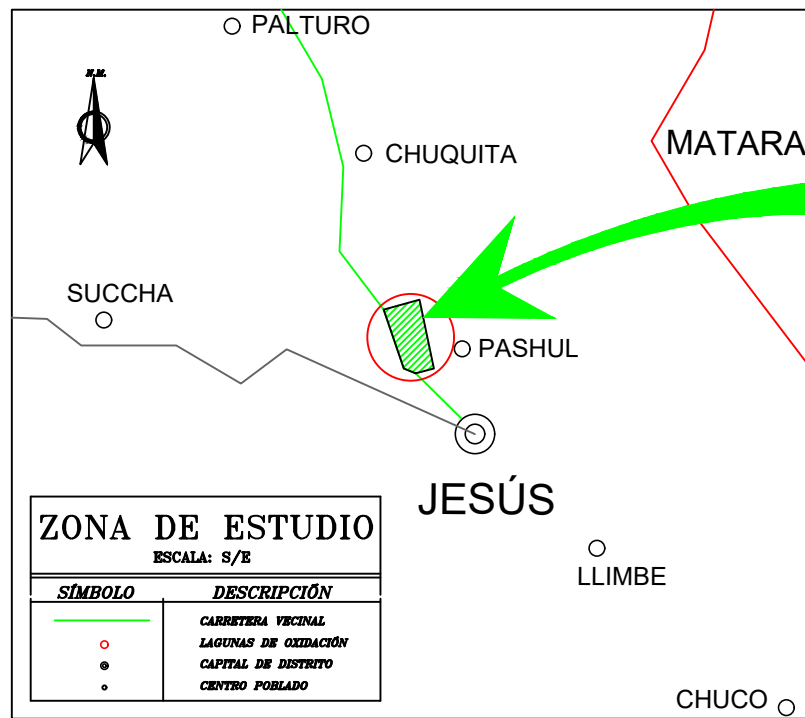 PALTURO
N.M.
CHUQUITA
MATARA
SUCCHA
PASHUL
JESÚS
LLIMBE
CHUCO
ZONA DE ESTUDIO
ESCALA: S/E
SÍMBOLO DESCRIPCIÓN
CARRETERA VECINAL
LAGUNAS DE OXIDACIÓN
CAPITAL DE DISTRITO
CENTRO POBLADO